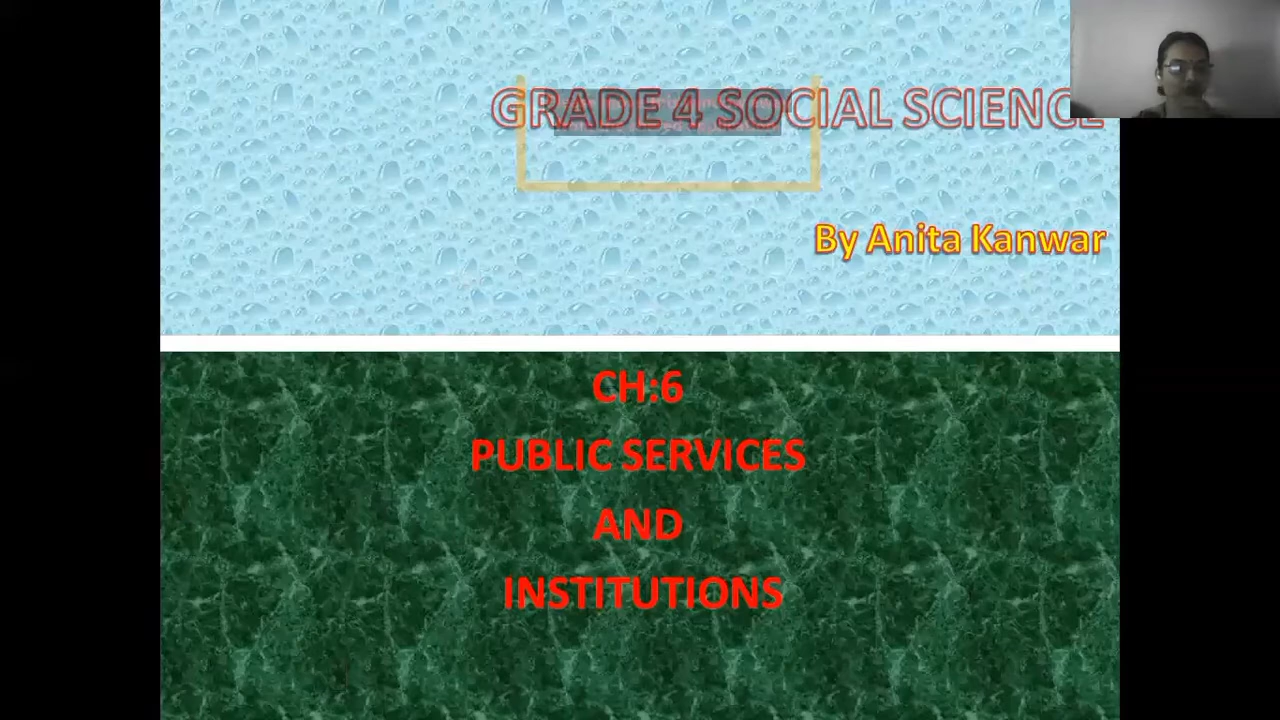 GRADE 4 SOCIAL SCIENCE
By Anita Kanwar
CH:6
PUBLIC SERVICES
AND
INSTITUTIONS